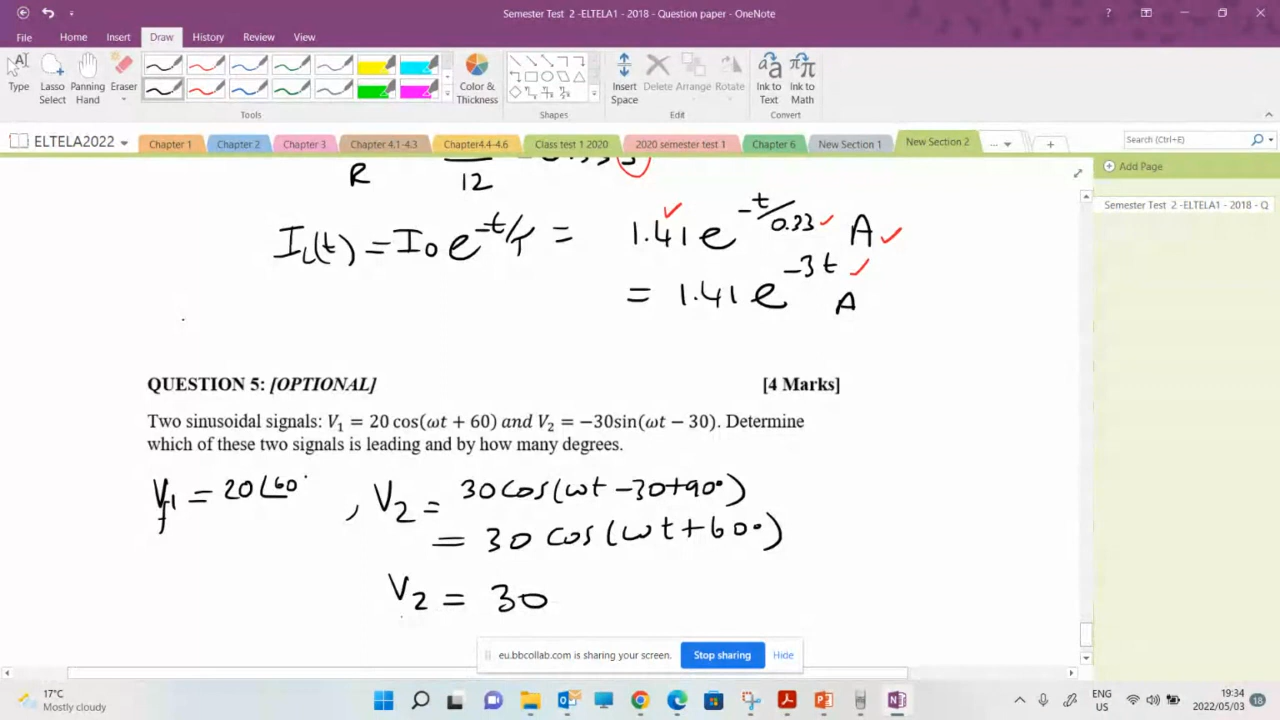 Semester Test 2 -ELTELA1 - 2018 - Question paper - OneNote
File Home Insert Draw History Review View
Type Lasso Select Panning Hand Eraser Color & Thickness Insert Space Delete Arrange Rotate Ink to Text Ink to Math
Tools Shapes Edit Convert
ELTELA2022 Chapter 1 Chapter 2 Chapter 3 Chapter 4.1-4.3 Chapter4.4-4.6 Class test 1 2020 2020 semester test 1 Chapter 6 New Section 1 New Section 2 ... Search (Ctrl+E)
Add Page
Semester Test 2 -ELTELA1 - 2018 - Q
R 12
I_L(t) = I_0 e^{-t/τ} = 1.41 e^{-t/0.33} A
= 1.41 e^{-3t} A
QUESTION 5: [OPTIONAL] [4 Marks]
Two sinusoidal signals: V₁ = 20 cos(ωt + 60) and V₂ = −30sin(ωt − 30). Determine
which of these two signals is leading and by how many degrees.
V1 = 20∠60° , V2 = 30cos(ωt -30+90°)
= 30 cos(ωt+60°)
V2 = 30
eu.bbcollab.com is sharing your screen. Stop sharing Hide
17°C
Mostly cloudy
ENG
US
19:34
2022/05/03
18